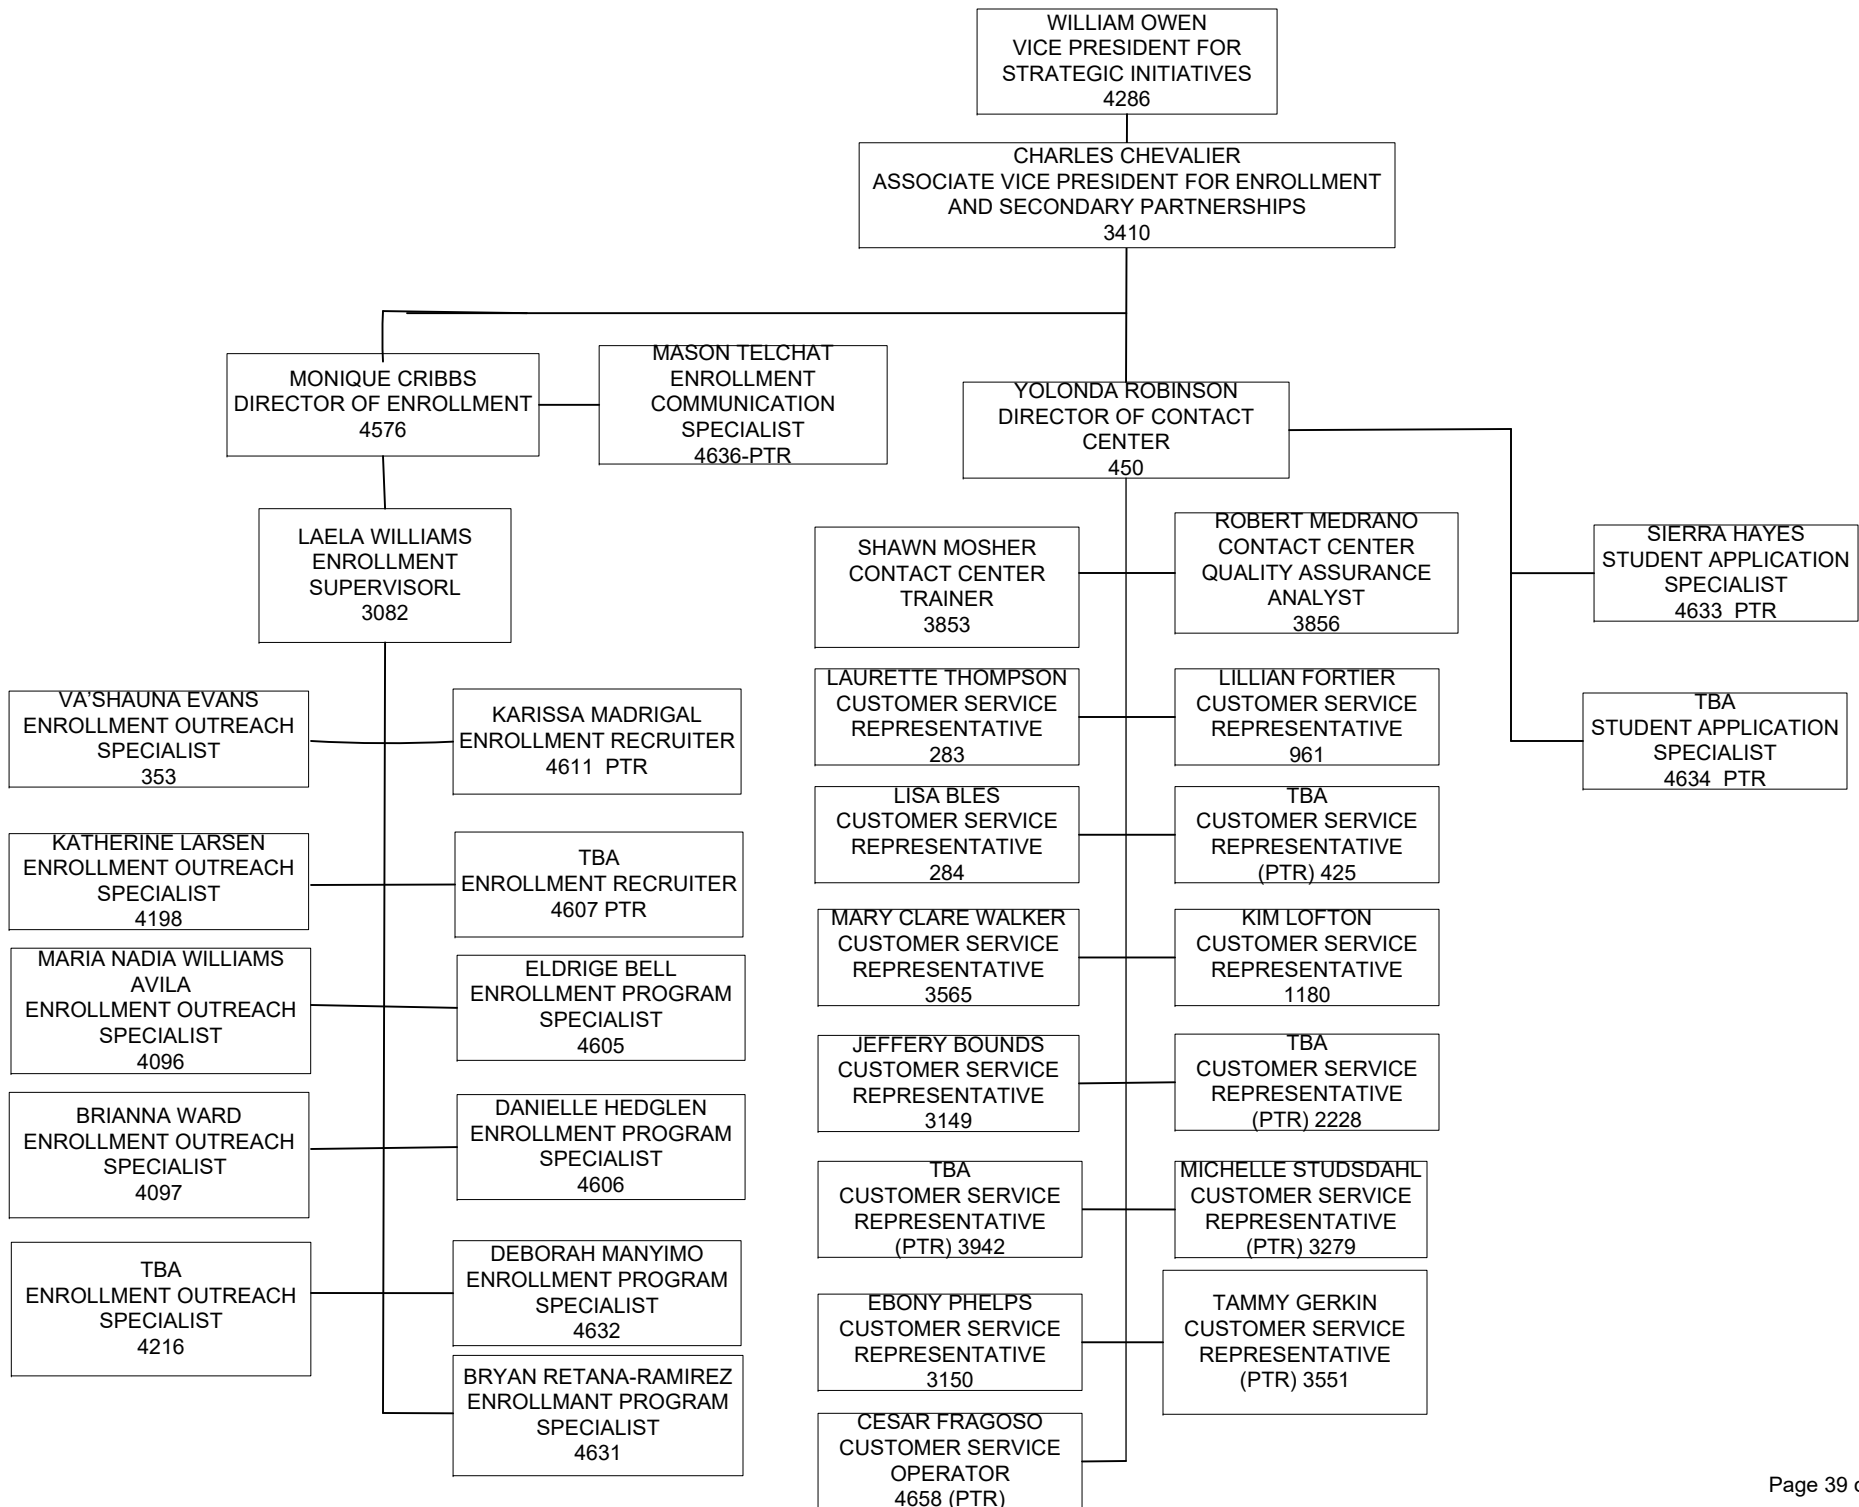 WILLIAM OWEN
VICE PRESIDENT FOR
STRATEGIC INITIATIVES
4286
CHARLES CHEVALIER
ASSOCIATE VICE PRESIDENT FOR ENROLLMENT
AND SECONDARY PARTNERSHIPS
3410
MONIQUE CRIBBS
DIRECTOR OF ENROLLMENT
4576
MASON TELCHAT
ENROLLMENT
COMMUNICATION
SPECIALIST
4636-PTR
YOLONDA ROBINSON
DIRECTOR OF CONTACT
CENTER
450
LAELA WILLIAMS
ENROLLMENT
SUPERVISORL
3082
SHAWN MOSHER
CONTACT CENTER
TRAINER
3853
ROBERT MEDRANO
CONTACT CENTER
QUALITY ASSURANCE
ANALYST
3856
SIERRA HAYES
STUDENT APPLICATION
SPECIALIST
4633 PTR
VA’SHAUNA EVANS
ENROLLMENT OUTREACH
SPECIALIST
353
KARISSA MADRIGAL
ENROLLMENT RECRUITER
4611 PTR
LAURETTE THOMPSON
CUSTOMER SERVICE
REPRESENTATIVE
283
LILLIAN FORTIER
CUSTOMER SERVICE
REPRESENTATIVE
961
TBA
STUDENT APPLICATION
SPECIALIST
4634 PTR
LISA BLES
CUSTOMER SERVICE
REPRESENTATIVE
284
TBA
CUSTOMER SERVICE
REPRESENTATIVE
(PTR) 425
KATHERINE LARSEN
ENROLLMENT OUTREACH
SPECIALIST
4198
TBA
ENROLLMENT RECRUITER
4607 PTR
MARY CLARE WALKER
CUSTOMER SERVICE
REPRESENTATIVE
3565
KIM LOFTON
CUSTOMER SERVICE
REPRESENTATIVE
1180
MARIA NADIA WILLIAMS
AVILA
ENROLLMENT OUTREACH
SPECIALIST
4096
ELDRIGE BELL
ENROLLMENT PROGRAM
SPECIALIST
4605
JEFFERY BOUNDS
CUSTOMER SERVICE
REPRESENTATIVE
3149
TBA
CUSTOMER SERVICE
REPRESENTATIVE
(PTR) 2228
BRIANNA WARD
ENROLLMENT OUTREACH
SPECIALIST
4097
DANIELLE HEDGLEN
ENROLLMENT PROGRAM
SPECIALIST
4606
TBA
CUSTOMER SERVICE
REPRESENTATIVE
(PTR) 3942
MICHELLE STUDSDAHL
CUSTOMER SERVICE
REPRESENTATIVE
(PTR) 3279
TBA
ENROLLMENT OUTREACH
SPECIALIST
4216
DEBORAH MANYIMO
ENROLLMENT PROGRAM
SPECIALIST
4632
EBONY PHELPS
CUSTOMER SERVICE
REPRESENTATIVE
3150
TAMMY GERKIN
CUSTOMER SERVICE
REPRESENTATIVE
(PTR) 3551
BRYAN RETANA-RAMIREZ
ENROLLMANT PROGRAM
SPECIALIST
4631
CESAR FRAGOSO
CUSTOMER SERVICE
OPERATOR
4658 (PTR)
Page 39